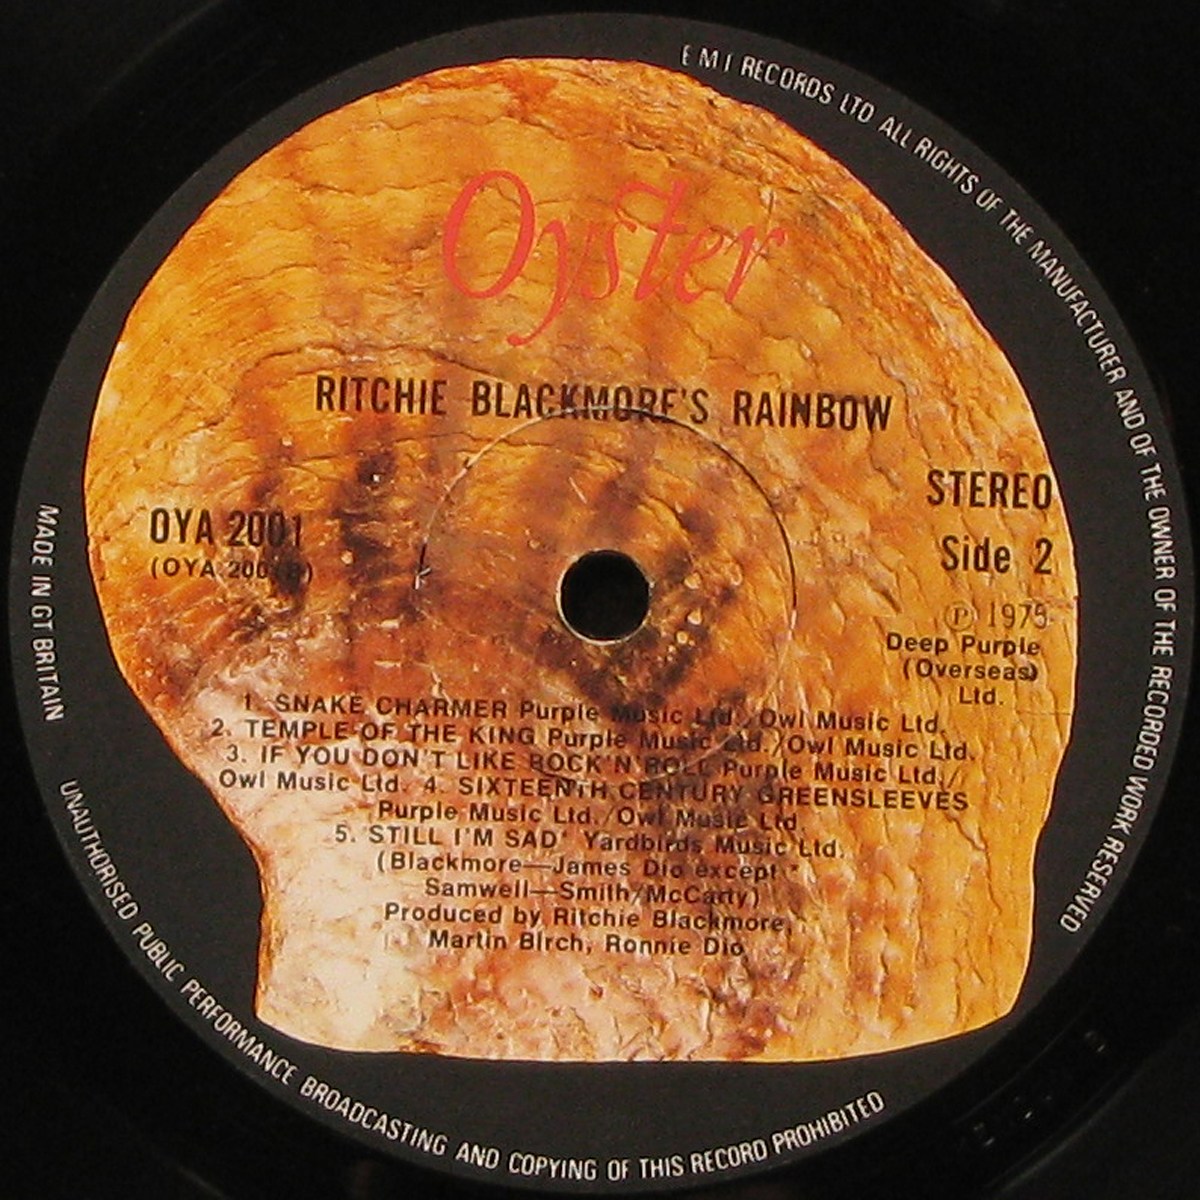 E M I RECORDS LTD ALL RIGHTS OF THE MANUFACTURER AND OF THE OWNER OF THE RECORDED WORK RESERVED
Oyster
RITCHIE BLACKMORE'S RAINBOW
STEREO
OYA 2001
Side 2
(OYA 200
Ⓟ 1975
Deep Purple
(Overseas)
Ltd.
1. SNAKE CHARMER Purple Music Ltd./Owl Music Ltd.
2. TEMPLE OF THE KING Purple Music Ltd./Owl Music Ltd.
3. IF YOU DON'T LIKE ROCK'N'ROLL Purple Music Ltd./
Owl Music Ltd. 4. SIXTEENTH CENTURY GREENSLEEVES
Purple Music Ltd./Owl Music Ltd.
5. STILL I'M SAD* Yardbirds Music Ltd.
(Blackmore—James Dio except *
Samwell—Smith/McCarty)
Produced by Ritchie Blackmore,
Martin Birch, Ronnie Dio
MADE IN GT BRITAIN
UNAUTHORISED PUBLIC PERFORMANCE BROADCASTING AND COPYING OF THIS RECORD PROHIBITED